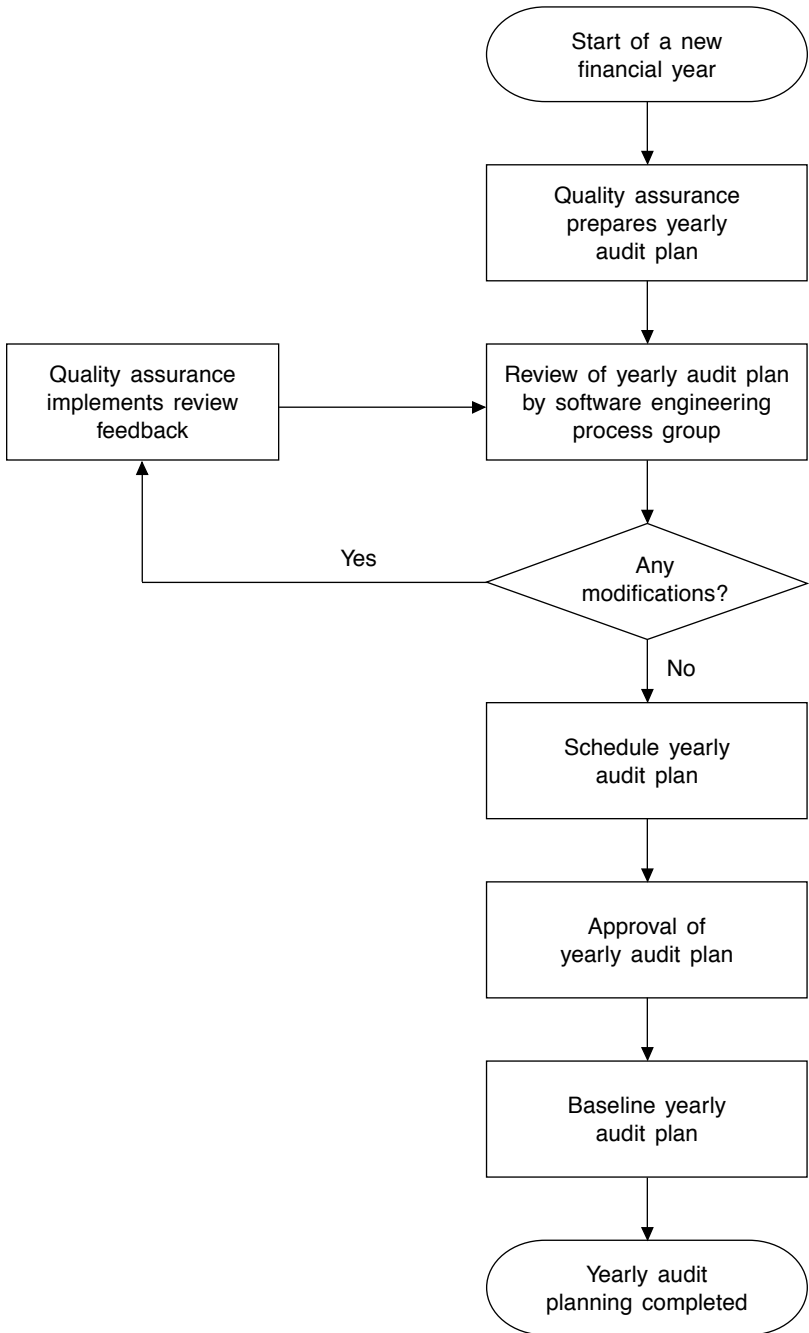 Start of a new
financial year
Quality assurance
prepares yearly
audit plan
Quality assurance
implements review
feedback
Review of yearly audit plan
by software engineering
process group
Yes
Any
modifications?
No
Schedule yearly
audit plan
Approval of
yearly audit plan
Baseline yearly
audit plan
Yearly audit
planning completed